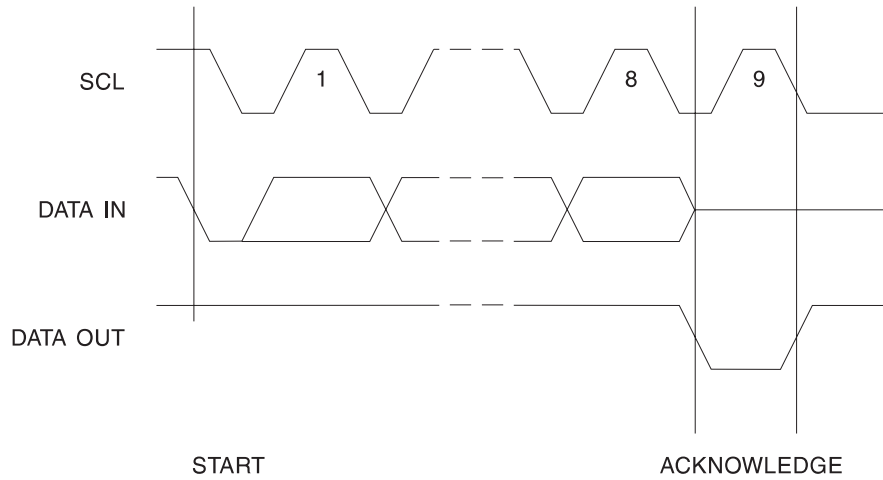 SCL
1
8
9
DATA IN
DATA OUT
START
ACKNOWLEDGE